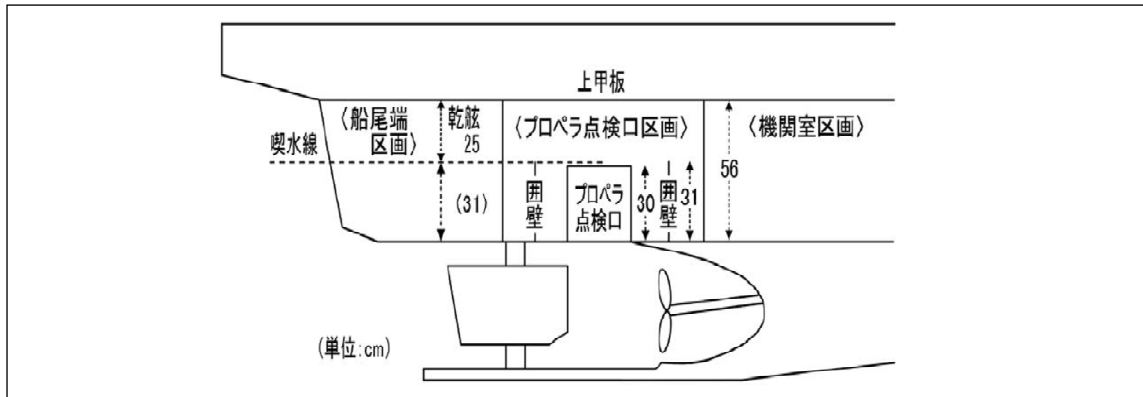 上甲板
〈船尾端
区画〉
乾舷
25
〈プロペラ点検口区画〉
〈機関室区画〉
喫水線
56
(31)
囲壁
プロペラ
点検口
30
囲壁
31
(単位:cm)